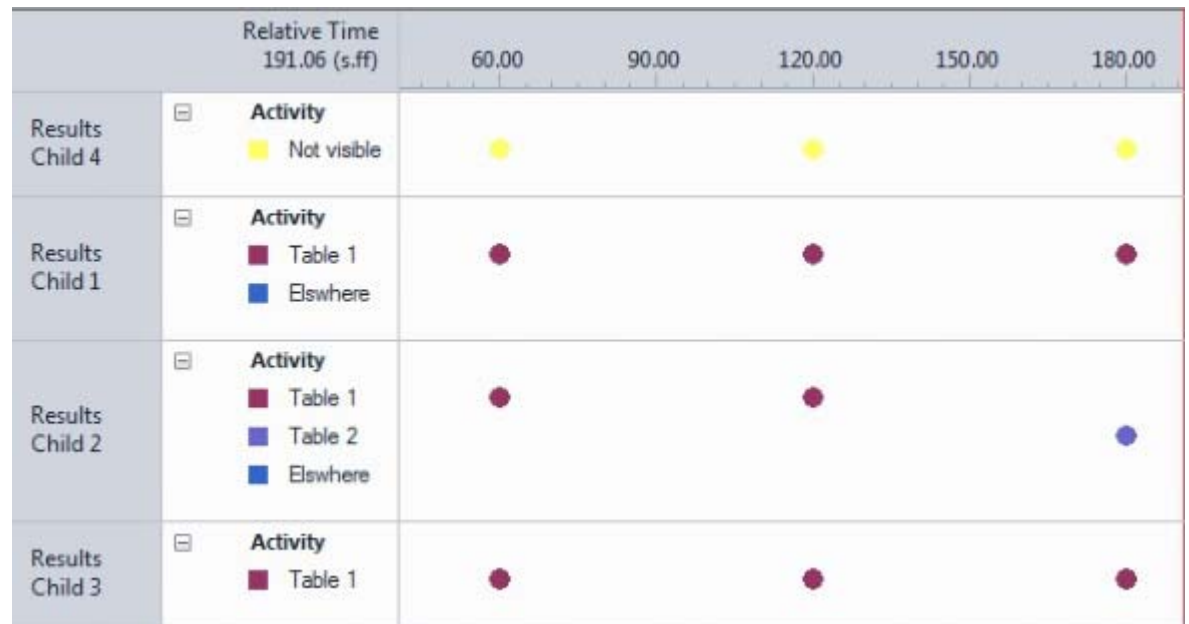 Relative Time
191.06 (s.ff)
60.00 90.00 120.00 150.00 180.00
Results
Child 4
Activity
Not visible
Results
Child 1
Activity
Table 1
Elswhere
Results
Child 2
Activity
Table 1
Table 2
Elswhere
Results
Child 3
Activity
Table 1